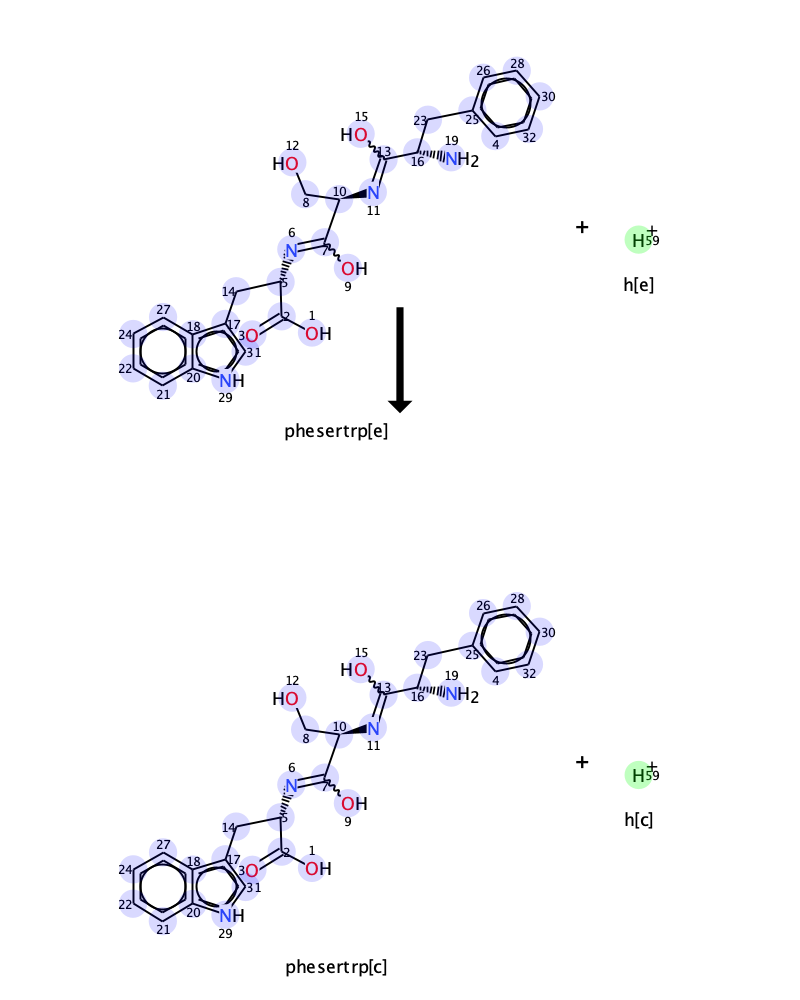 28
26
30
15
23
25
HO
19
32
4
12
13
HO
16
NH2
10
N
8
11
6
N
7
+
H+
59
OH
5
9
h[e]
14
27
1
2
24
18
17
3
O
OH
31
22
20
NH
21
29
phesertrp[e]
28
26
30
15
23
25
HO
19
32
4
12
13
HO
16
NH2
10
N
8
11
6
N
7
+
H+
59
OH
5
9
h[c]
14
27
1
2
24
18
17
3
O
OH
31
22
20
NH
21
29
phesertrp[c]